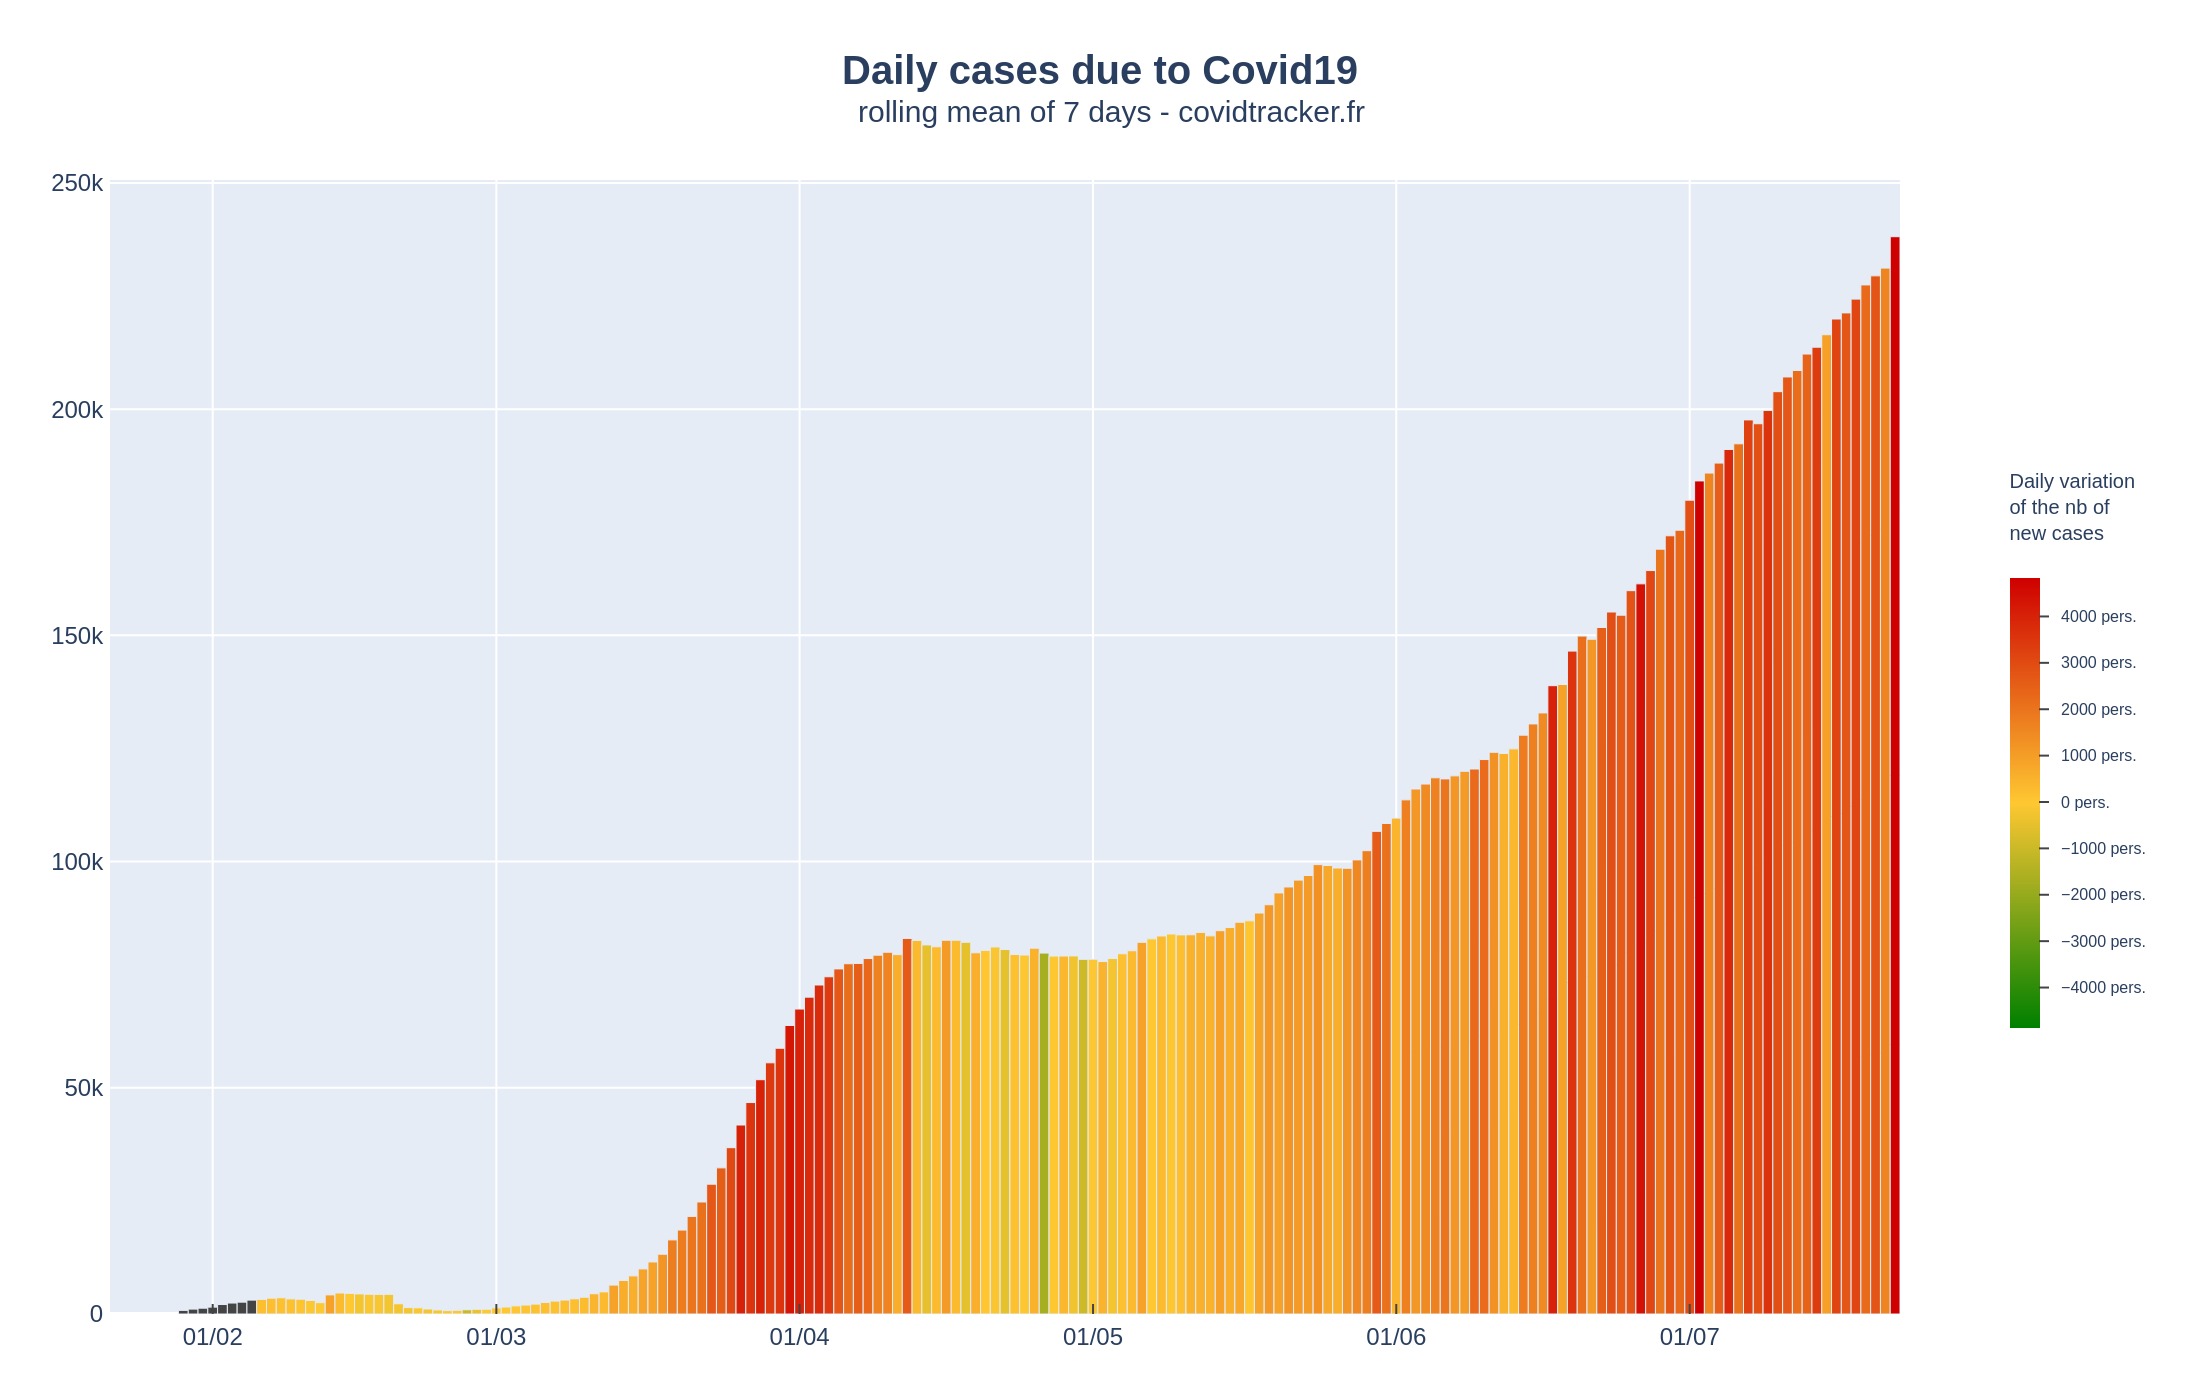 Daily cases due to Covid19
rolling mean of 7 days - covidtracker.fr
250k
200k
150k
100k
50k
0
01/02
01/03
01/04
01/05
01/06
01/07
Daily variation
of the nb of
new cases
4000 pers.
3000 pers.
2000 pers.
1000 pers.
0 pers.
−1000 pers.
−2000 pers.
−3000 pers.
−4000 pers.